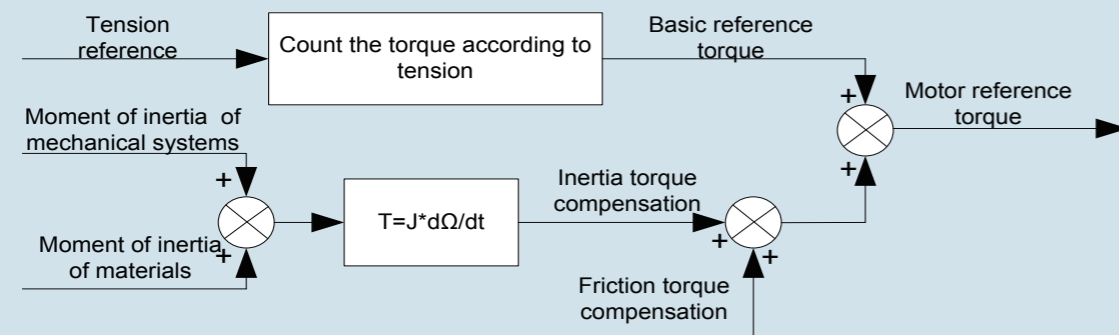 Tension
reference
Count the torque according to
tension
Basic reference
torque
+
Motor reference
torque
+
Moment of inertia of
mechanical systems
+
Moment of inertia
of materials
+
T=J*dΩ/dt
Inertia torque
compensation
+
+
Friction torque
compensation